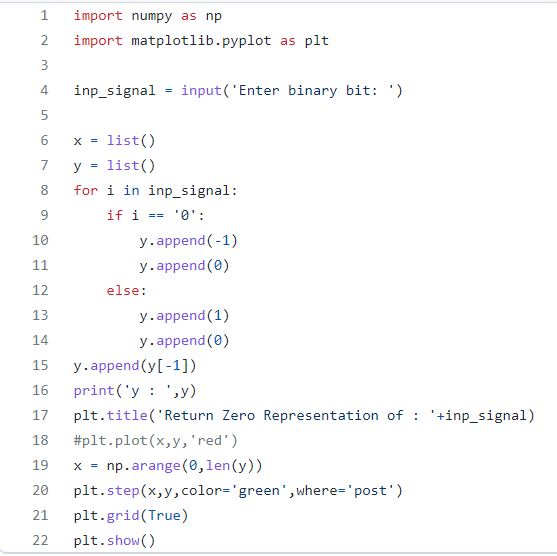 1 import numpy as np
2 import matplotlib.pyplot as plt
3
4 inp_signal = input('Enter binary bit: ')
5
6 x = list()
7 y = list()
8 for i in inp_signal:
9     if i == '0':
10         y.append(-1)
11         y.append(0)
12     else:
13         y.append(1)
14         y.append(0)
15 y.append(y[-1])
16 print('y : ',y)
17 plt.title('Return Zero Representation of : '+inp_signal)
18 #plt.plot(x,y,'red')
19 x = np.arange(0,len(y))
20 plt.step(x,y,color='green',where='post')
21 plt.grid(True)
22 plt.show()